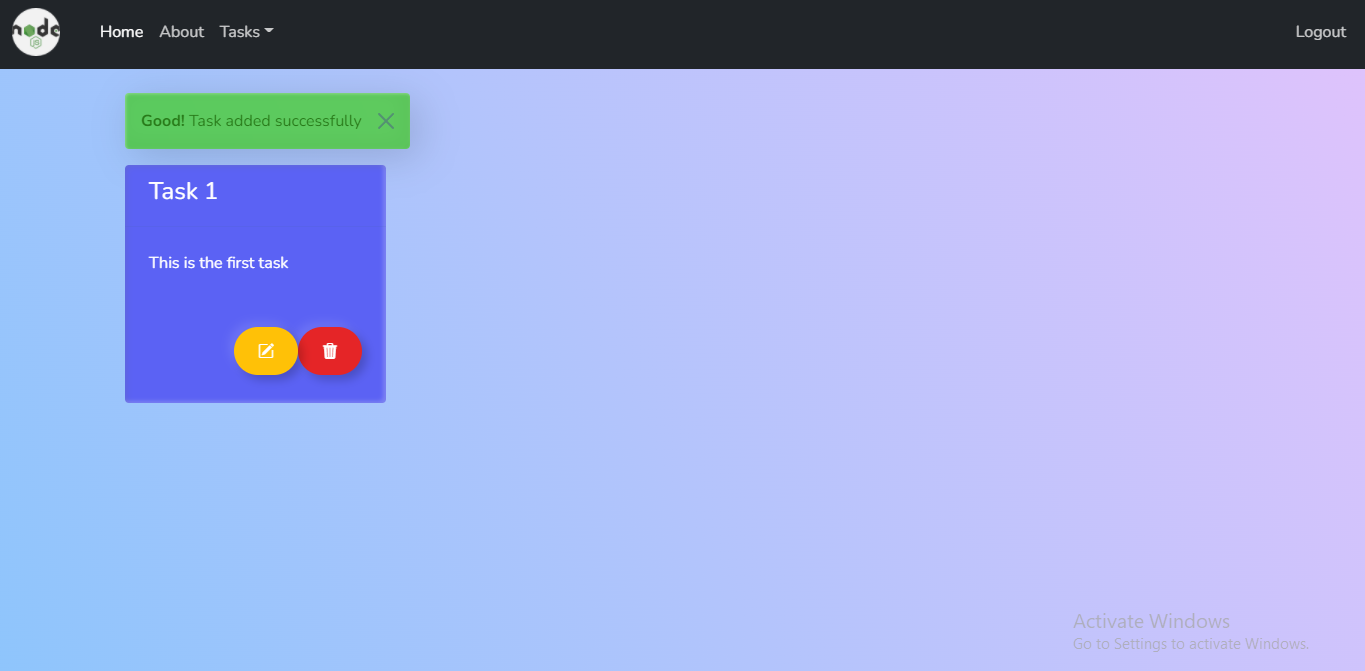 node
JS
Home About Tasks Logout
Good! Task added successfully
Task 1
This is the first task
Activate Windows
Go to Settings to activate Windows.